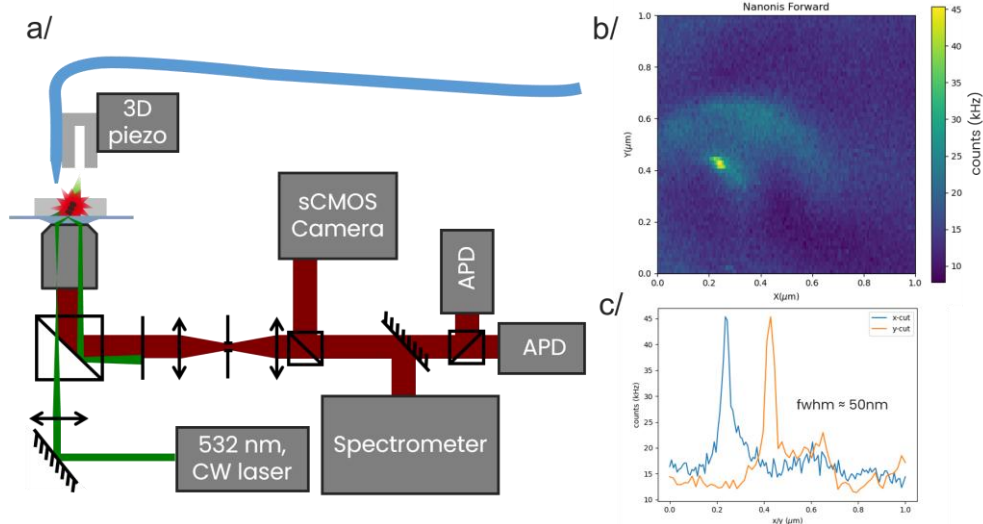 a/
3D
piezo
sCMOS
Camera
APD
APD
Spectrometer
532 nm,
CW laser
b/
Nanonis Forward
1.0
0.8
0.6
0.4
0.2
0.0
Y(μm)
0.0 0.2 0.4 0.6 0.8 1.0
X(μm)
45
40
35
30
25
20
15
10
counts (kHz)
c/
x-cut
y-cut
45
40
35
30
25
20
15
10
counts (kHz)
fwhm ≈ 50nm
0.0 0.2 0.4 0.6 0.8 1.0
x/y (μm)